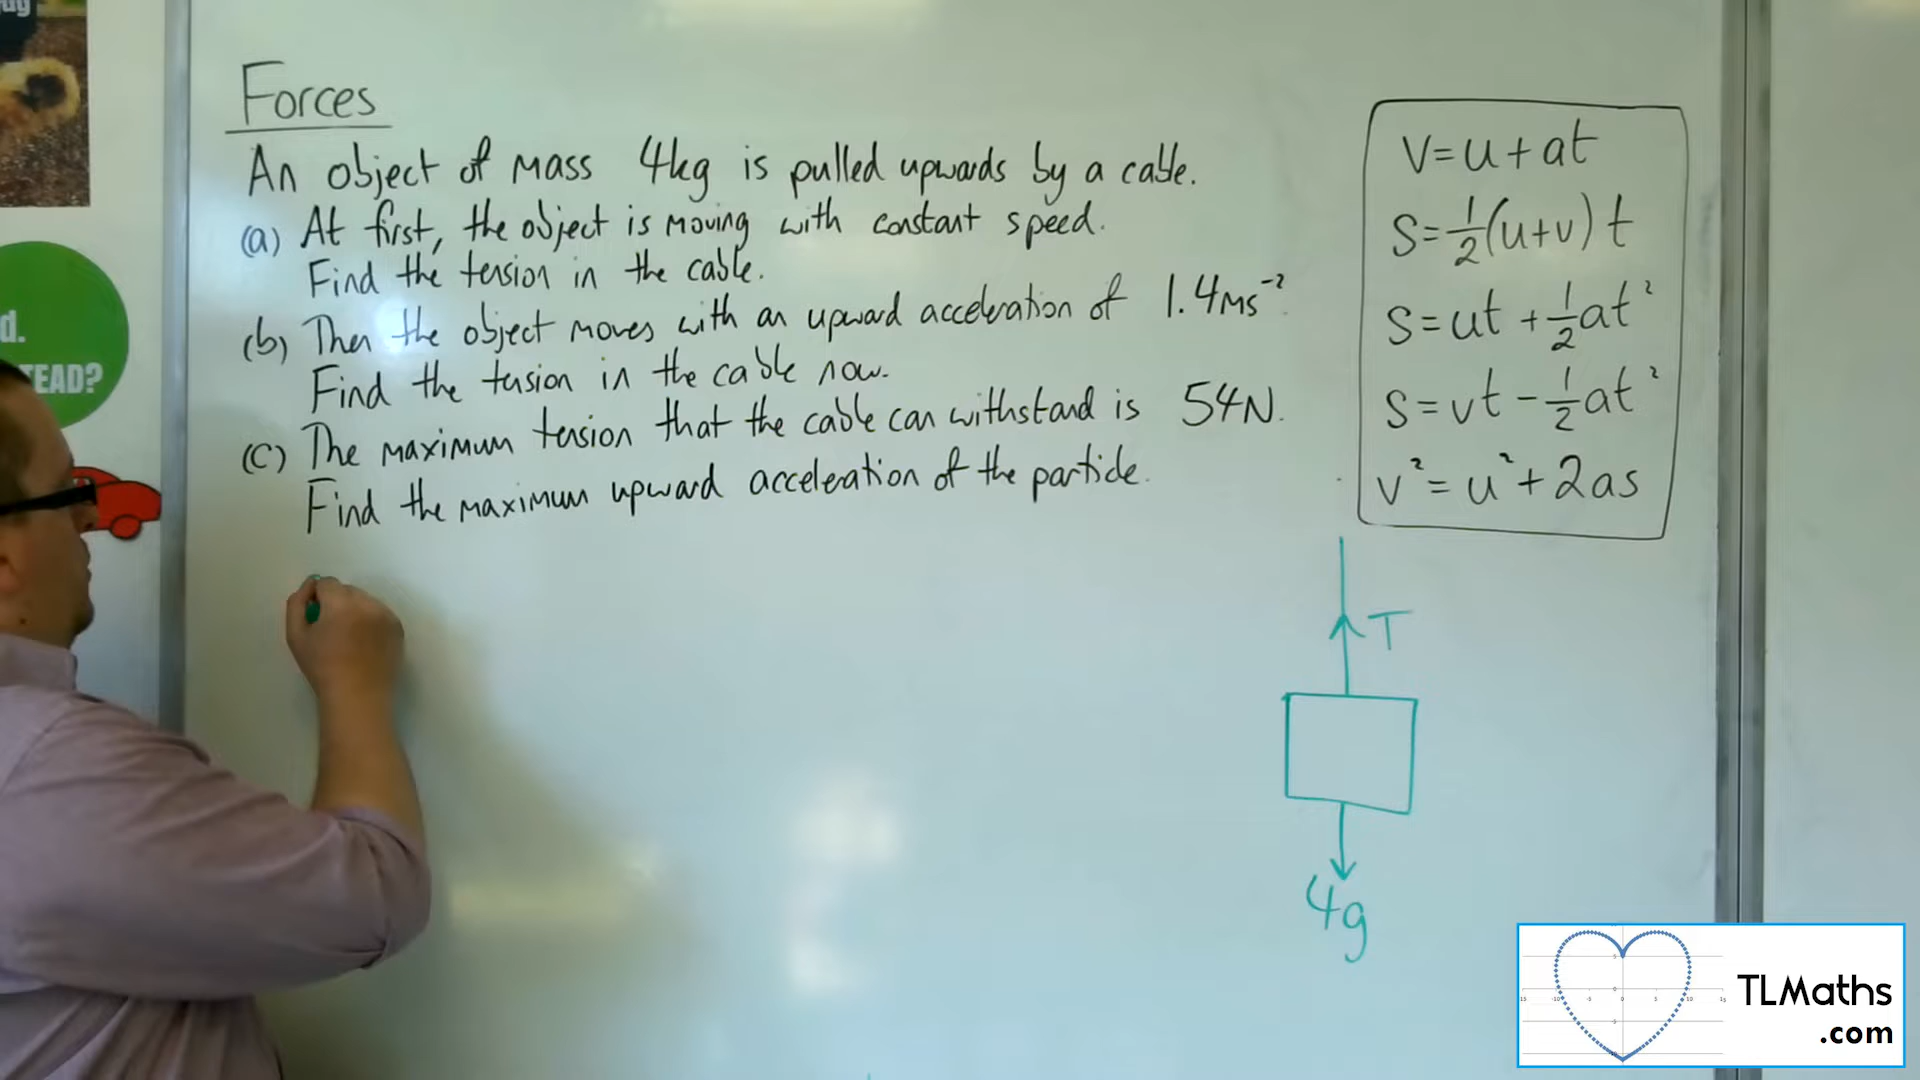 Forces
An object of mass 4kg is pulled upwards by a cable.
(a) At first, the object is moving with constant speed.
Find the tension in the cable.
(b) Then the object moves with an upward acceleration of 1.4ms⁻².
Find the tension in the cable now.
(c) The maximum tension that the cable can withstand is 54N.
Find the maximum upward acceleration of the particle.
v=u+at
s=½(u+v)t
s=ut+½at²
s=vt-½at²
v²=u²+2as
T
4g
d.
EAD?
TLMaths
.com